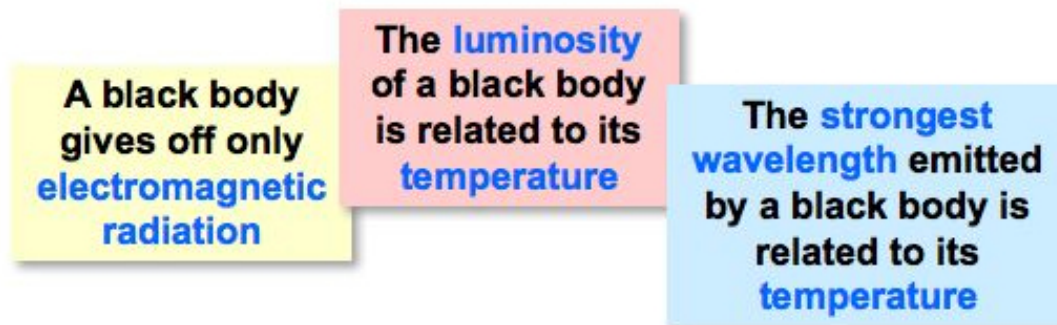 A black body
gives off only
electromagnetic
radiation
The luminosity
of a black body
is related to its
temperature
The strongest
wavelength emitted
by a black body is
related to its
temperature